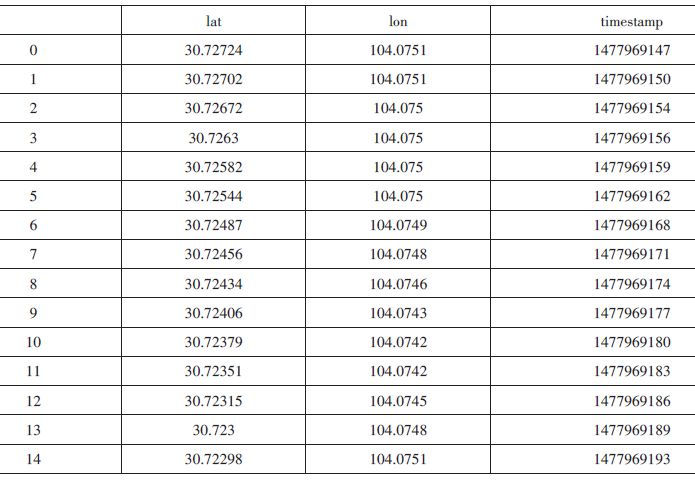 lat lon timestamp
0 30.72724 104.0751 1477969147
1 30.72702 104.0751 1477969150
2 30.72672 104.075 1477969154
3 30.7263 104.075 1477969156
4 30.72582 104.075 1477969159
5 30.72544 104.075 1477969162
6 30.72487 104.0749 1477969168
7 30.72456 104.0748 1477969171
8 30.72434 104.0746 1477969174
9 30.72406 104.0743 1477969177
10 30.72379 104.0742 1477969180
11 30.72351 104.0742 1477969183
12 30.72315 104.0745 1477969186
13 30.723 104.0748 1477969189
14 30.72298 104.0751 1477969193